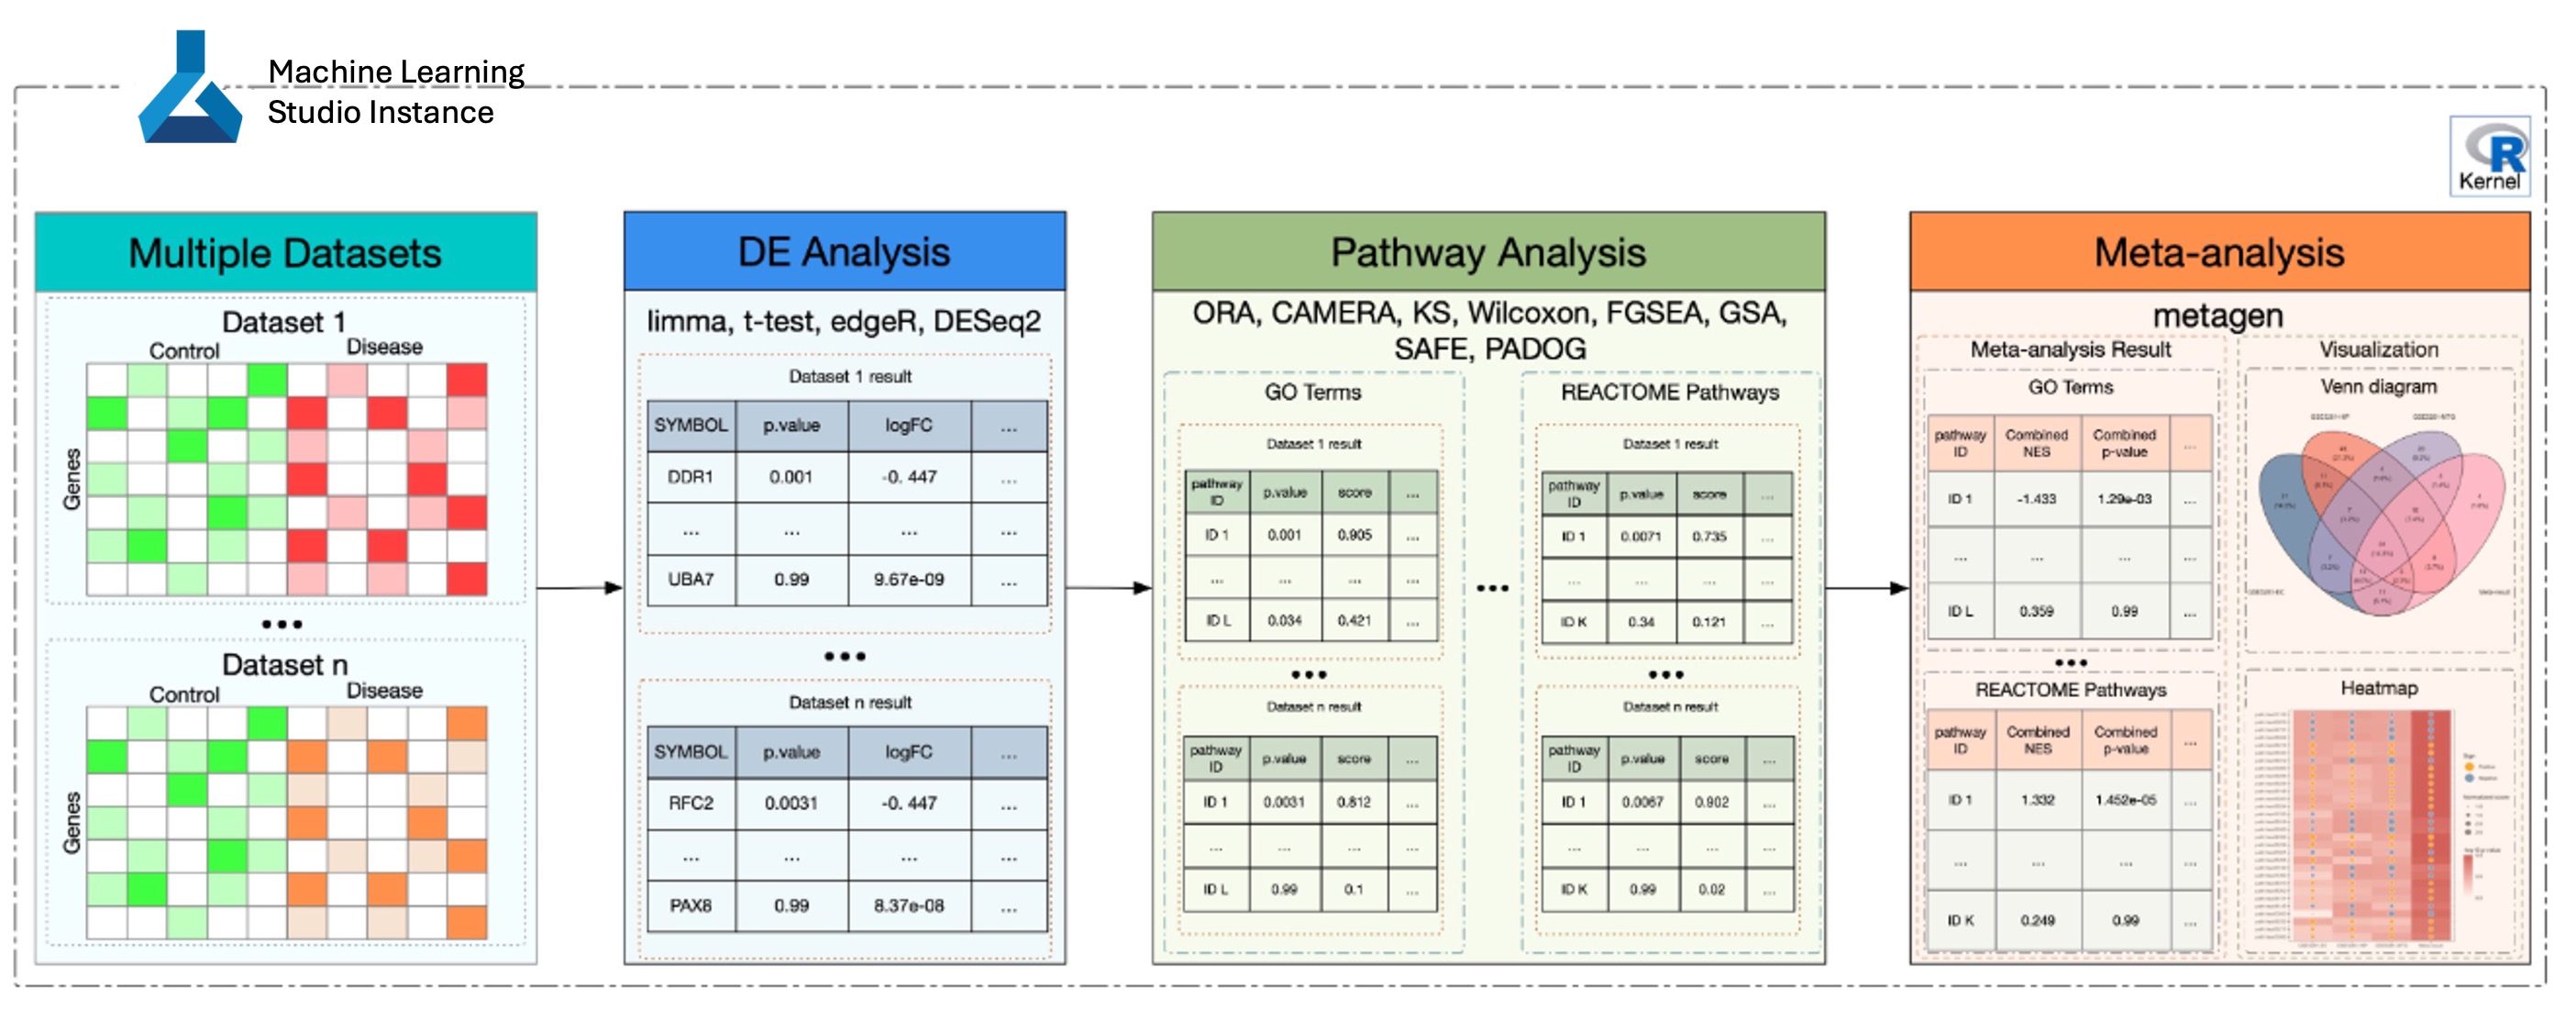 Machine Learning
Studio Instance
R
Kernel
Multiple Datasets
Dataset 1
Control Disease
Genes
...
Dataset n
Control Disease
Genes
DE Analysis
limma, t-test, edgeR, DESeq2
Dataset 1 result
SYMBOL p.value logFC ...
DDR1 0.001 -0. 447 ...
... ... ... ...
UBA7 0.99 9.67e-09 ...
...
Dataset n result
SYMBOL p.value logFC ...
RFC2 0.0031 -0. 447 ...
... ... ... ...
PAX8 0.99 8.37e-08 ...
Pathway Analysis
ORA, CAMERA, KS, Wilcoxon, FGSEA, GSA,
SAFE, PADOG
GO Terms
Dataset 1 result
pathway
ID p.value score ...
ID 1 0.001 0.905 ...
... ... ... ...
ID L 0.034 0.421 ...
...
Dataset n result
pathway
ID p.value score ...
ID 1 0.0031 0.812 ...
... ... ... ...
ID L 0.99 0.1 ...
...
REACTOME Pathways
Dataset 1 result
pathway
ID p.value score ...
ID 1 0.0071 0.735 ...
... ... ... ...
ID K 0.34 0.121 ...
...
Dataset n result
pathway
ID p.value score ...
ID 1 0.0067 0.902 ...
... ... ... ...
ID K 0.99 0.02 ...
Meta-analysis
metagen
Meta-analysis Result
GO Terms
pathway Combined Combined
ID NES p-value ...
ID 1 -1.433 1.29e-03 ...
... ... ... ...
ID L 0.359 0.99 ...
...
REACTOME Pathways
pathway Combined Combined
ID NES p-value ...
ID 1 1.332 1.452e-05 ...
... ... ... ...
ID K 0.249 0.99 ...
Visualization
Venn diagram
Heatmap